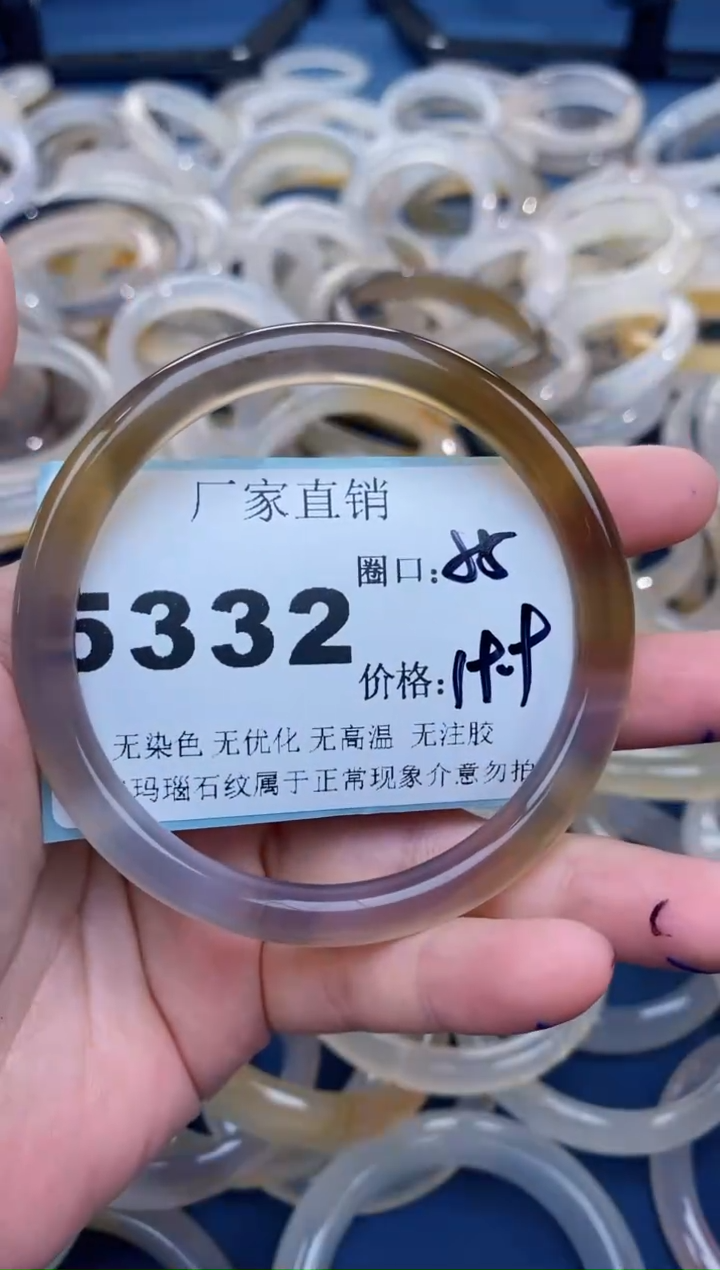 厂家直销
圈口:
5332
价格:
无染色 无优化 无高温 无注胶
玛瑙石纹属于正常现象介意勿拍